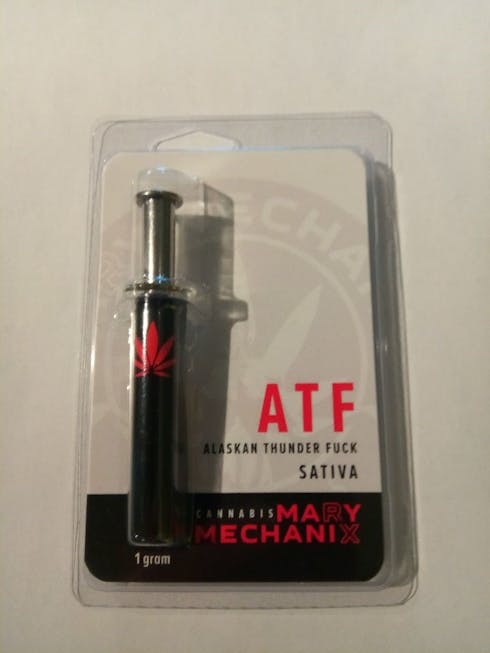 ATF
ALASKAN THUNDER FUCK
SATIVA
CANNABIS MARY
MECHANIX
1 gram